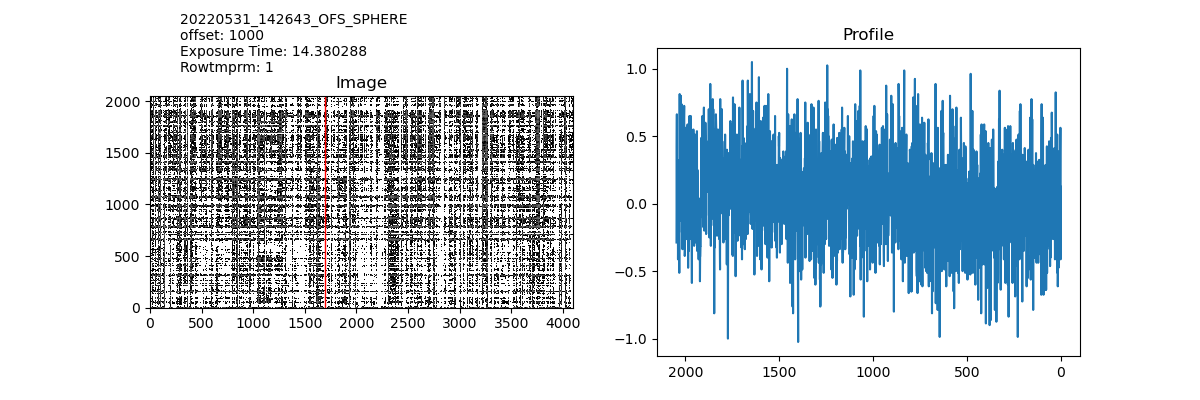 20220531_142643_OFS_SPHERE
offset: 1000
Exposure Time: 14.380288
Rowtmprm: 1
Image
2000
1500
1000
500
0
0 500 1000 1500 2000 2500 3000 3500 4000
Profile
1.0
0.5
0.0
−0.5
−1.0
2000 1500 1000 500 0